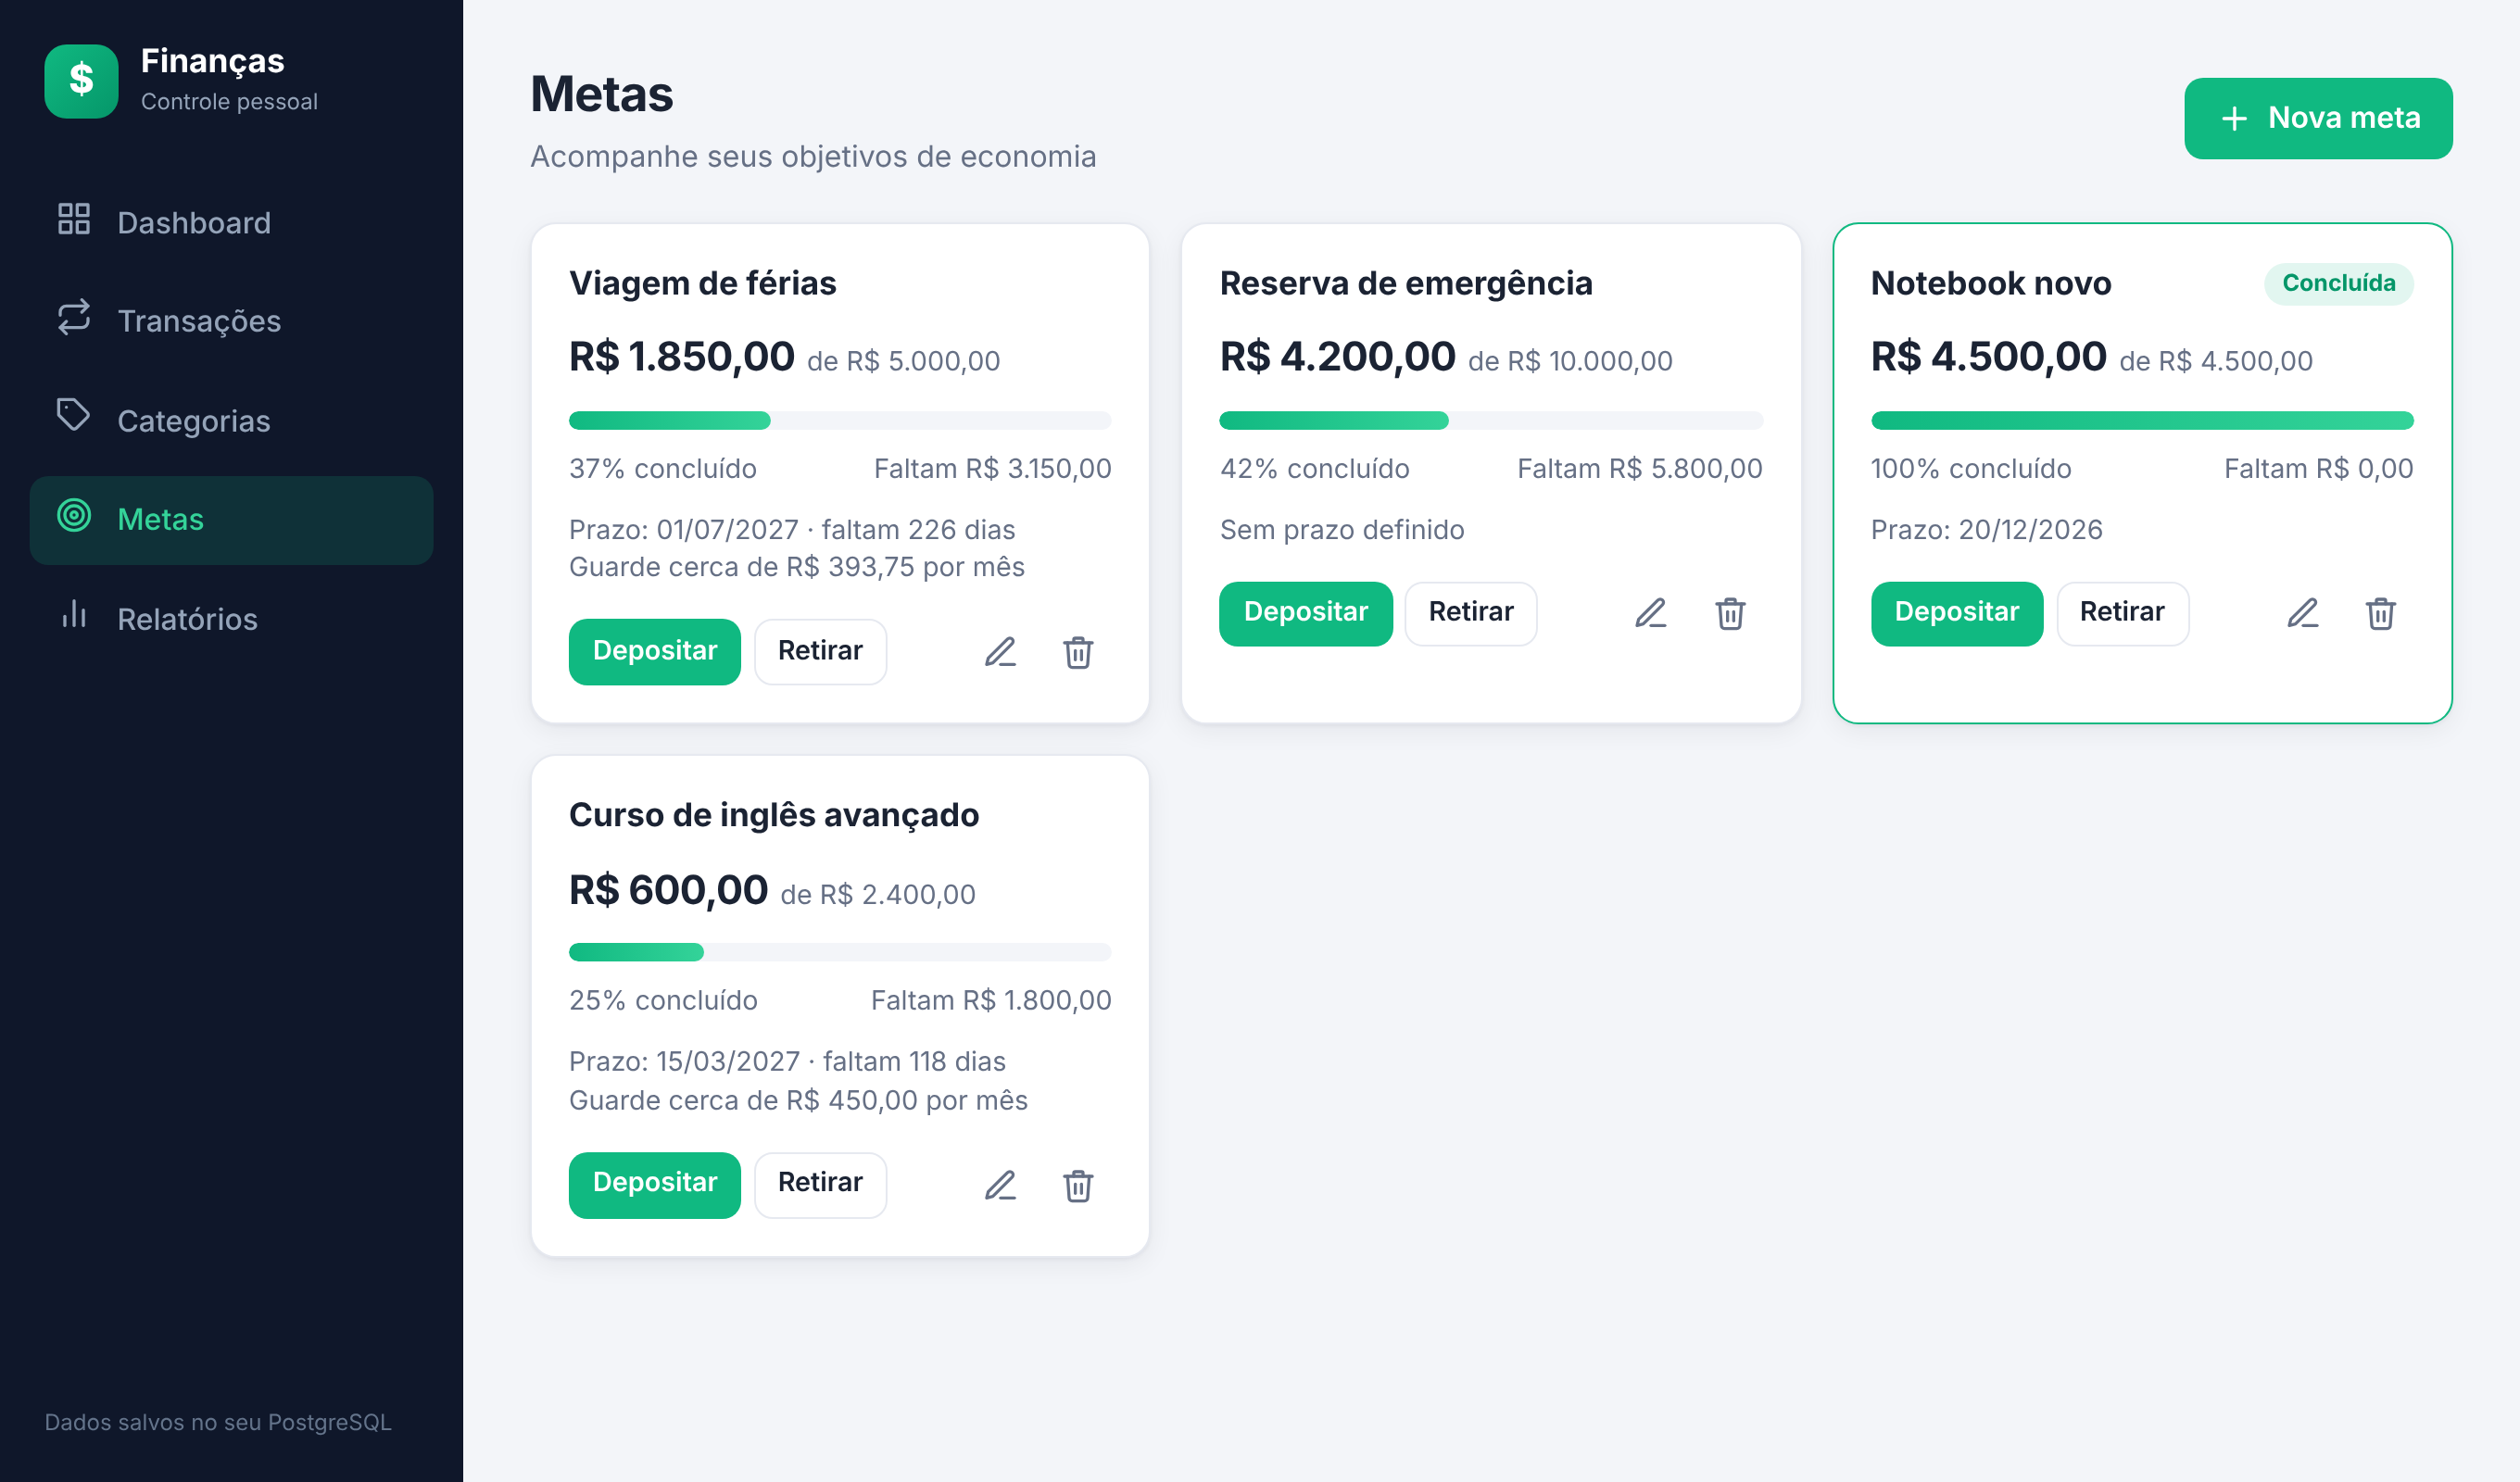 $
Finanças
Controle pessoal
Dashboard
Transações
Categorias
Metas
Relatórios
Dados salvos no seu PostgreSQL
Metas
Acompanhe seus objetivos de economia
Nova meta
Viagem de férias
R$ 1.850,00 de R$ 5.000,00
37% concluído Faltam R$ 3.150,00
Prazo: 01/07/2027 · faltam 226 dias
Guarde cerca de R$ 393,75 por mês
Depositar Retirar
Reserva de emergência
R$ 4.200,00 de R$ 10.000,00
42% concluído Faltam R$ 5.800,00
Sem prazo definido
Depositar Retirar
Notebook novo Concluída
R$ 4.500,00 de R$ 4.500,00
100% concluído Faltam R$ 0,00
Prazo: 20/12/2026
Depositar Retirar
Curso de inglês avançado
R$ 600,00 de R$ 2.400,00
25% concluído Faltam R$ 1.800,00
Prazo: 15/03/2027 · faltam 118 dias
Guarde cerca de R$ 450,00 por mês
Depositar Retirar